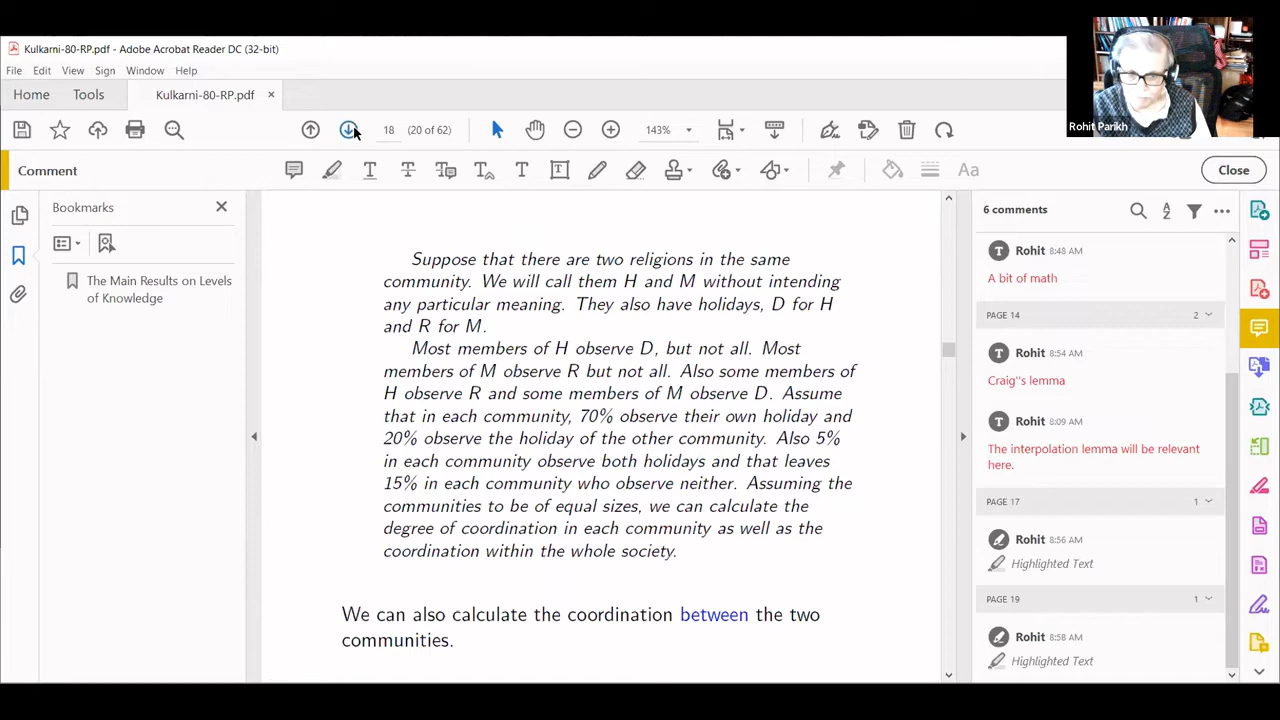 Kulkarni-80-RP.pdf - Adobe Acrobat Reader DC (32-bit)
File Edit View Sign Window Help
Home Tools Kulkarni-80-RP.pdf ×
18 (20 of 62) 143%
Rohit Parikh
Comment
Aa
Close
Bookmarks
The Main Results on Levels
of Knowledge
Suppose that there are two religions in the same
community. We will call them H and M without intending
any particular meaning. They also have holidays, D for H
and R for M.
Most members of H observe D, but not all. Most
members of M observe R but not all. Also some members of
H observe R and some members of M observe D. Assume
that in each community, 70% observe their own holiday and
20% observe the holiday of the other community. Also 5%
in each community observe both holidays and that leaves
15% in each community who observe neither. Assuming the
communities to be of equal sizes, we can calculate the
degree of coordination in each community as well as the
coordination within the whole society.
We can also calculate the coordination between the two
communities.
6 comments
Rohit 8:48 AM
A bit of math
PAGE 14 2
Rohit 8:54 AM
Craig''s lemma
Rohit 8:09 AM
The interpolation lemma will be relevant
here.
PAGE 17 1
Rohit 8:56 AM
Highlighted Text
PAGE 19 1
Rohit 8:58 AM
Highlighted Text